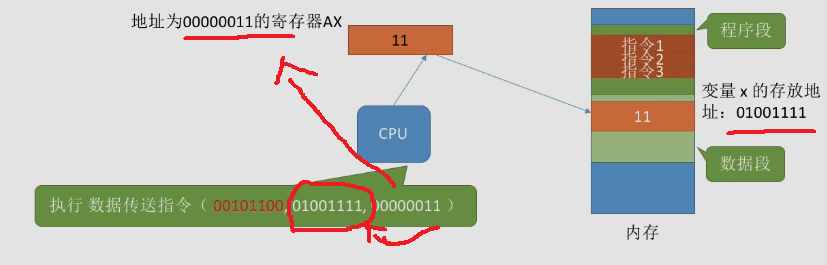 地址为00000011的寄存器AX
11
程序段
指令1
指令2
指令3
变量 x 的存放地
址：01001111
11
CPU
数据段
执行 数据传送指令（ 00101100, 01001111, 00000011 ）
内存